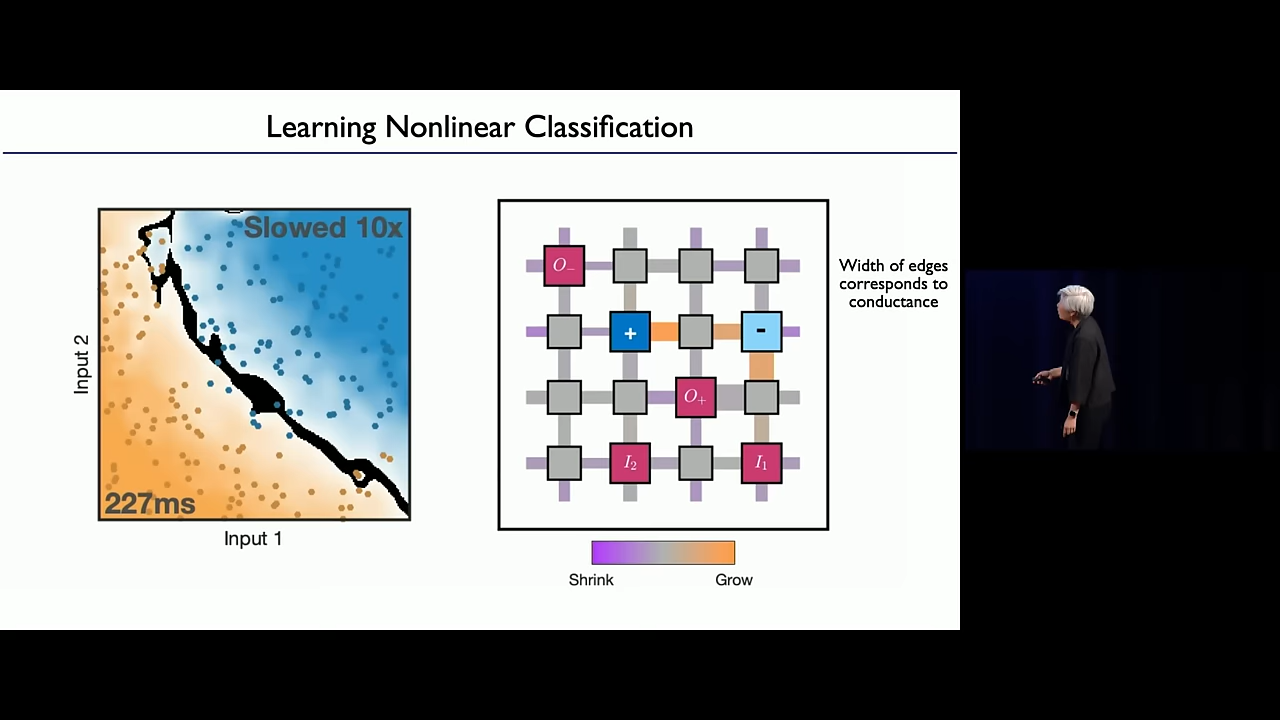 Learning Nonlinear Classification
Slowed 10x
Input 2
227ms
Input 1
O₋
+
-
O₊
I₂
I₁
Width of edges
corresponds to
conductance
Shrink
Grow